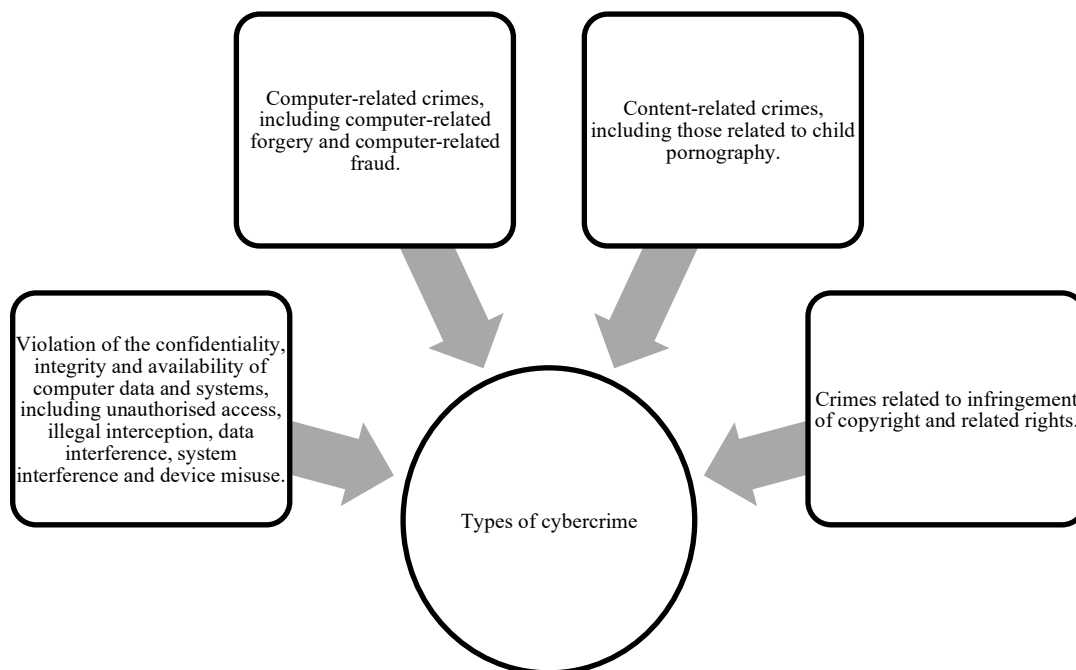 Computer-related crimes,
including computer-related
forgery and computer-related
fraud.
Content-related crimes,
including those related to child
pornography.
Violation of the confidentiality,
integrity and availability of
computer data and systems,
including unauthorised access,
illegal interception, data
interference, system
interference and device misuse.
Crimes related to infringement
of copyright and related rights.
Types of cybercrime